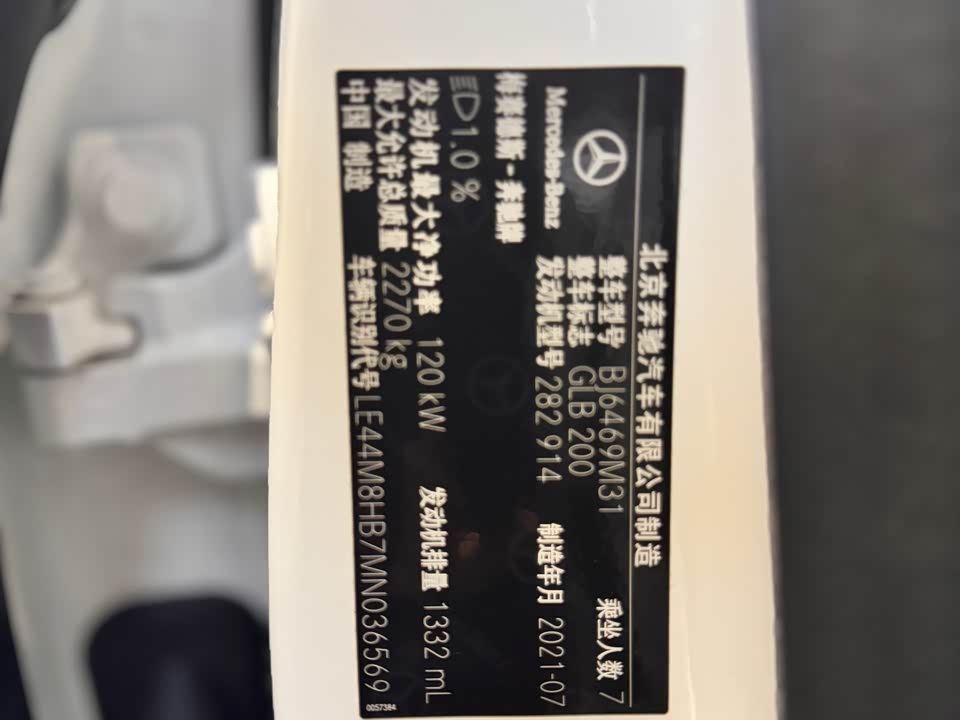 北京奔驰汽车有限公司制造
Mercedes-Benz
梅赛德斯-奔驰牌
整车型号 BJ6469M31 乘坐人数 7
整车标志 GLB 200
发动机型号 282 914 制造年月 2021-07
1.0 %
发动机最大净功率 120 kW 发动机排量 1332 mL
最大允许总质量 2270 kg
中国 制造 车辆识别代号 LE44M8HB7MN036569
0057384